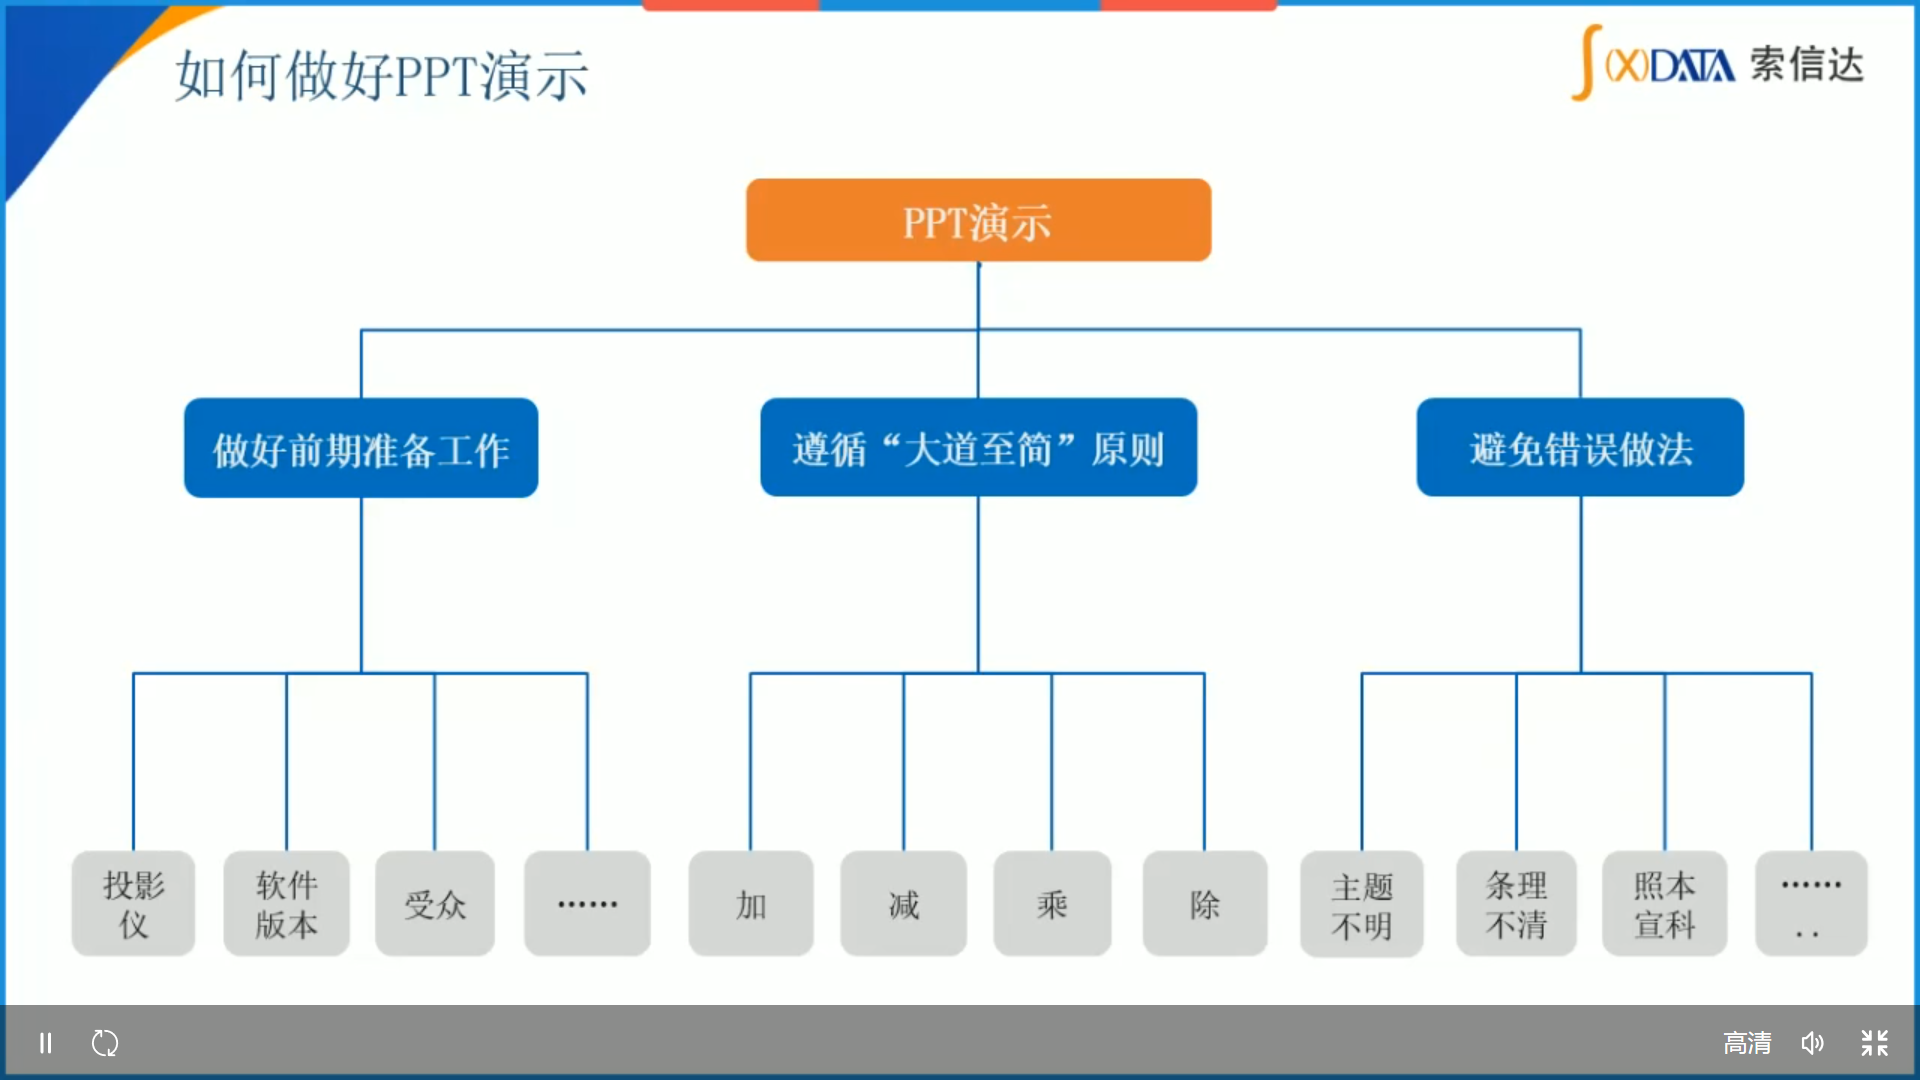 如何做好PPT演示
∫(X)DATA 索信达
PPT演示
做好前期准备工作
遵循“大道至简”原则
避免错误做法
投影
仪
软件
版本
受众
……
加
减
乘
除
主题
不明
条理
不清
照本
宣科
……
..
高清